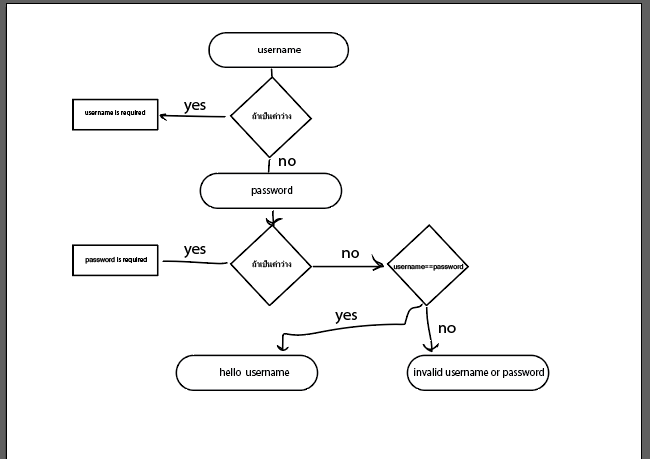 username
yes
username is required
ถ้าเป็นค่าว่าง
no
password
yes
password is required
ถ้าเป็นค่าว่าง
no
username==password
yes
no
hello username
invalid username or password